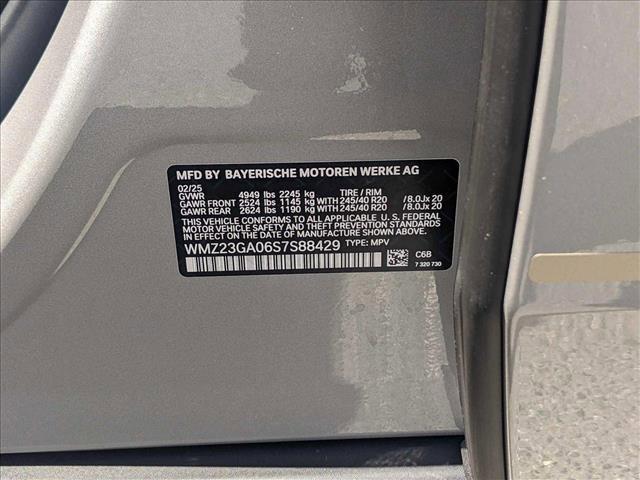 MFD BY BAYERISCHE MOTOREN WERKE AG
02/25
GVWR 4949 lbs 2245 kg TIRE / RIM
GAWR FRONT 2524 lbs 1145 kg WITH 245/40 R20 / 8.0Jx 20
GAWR REAR 2624 lbs 1190 kg WITH 245/40 R20 / 8.0Jx 20
THIS VEHICLE CONFORMS TO ALL APPLICABLE U. S. FEDERAL
MOTOR VEHICLE SAFETY, BUMPER, AND THEFT PREVENTION
STANDARDS IN EFFECT ON THE DATE OF MANUFACTURE SHOWN ABOVE.
WMZ23GA06S7S88429 TYPE: MPV
C6B
7 320 730